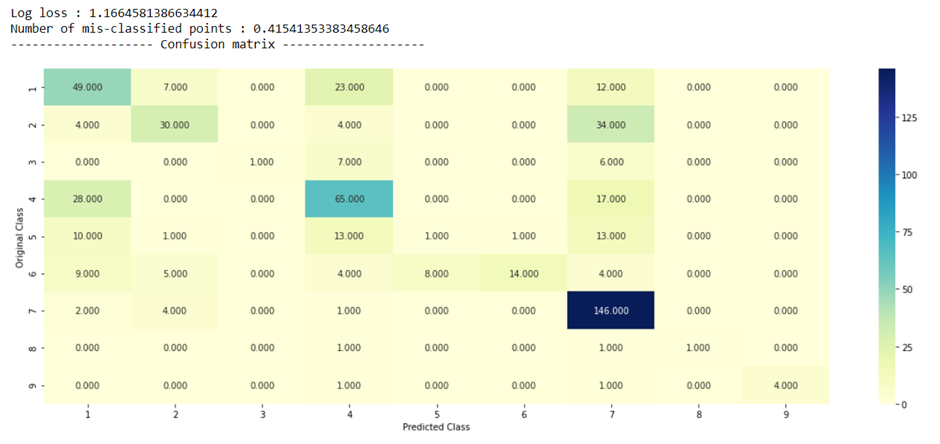 Log loss : 1.1664581386634412
Number of mis-classified points : 0.41541353383458646
-------------------- Confusion matrix --------------------
1 49.000 7.000 0.000 23.000 0.000 0.000 12.000 0.000 0.000
2 4.000 30.000 0.000 4.000 0.000 0.000 34.000 0.000 0.000
3 0.000 0.000 1.000 7.000 0.000 0.000 6.000 0.000 0.000
4 28.000 0.000 0.000 65.000 0.000 0.000 17.000 0.000 0.000
5 10.000 1.000 0.000 13.000 1.000 1.000 13.000 0.000 0.000
6 9.000 5.000 0.000 4.000 8.000 14.000 4.000 0.000 0.000
7 2.000 4.000 0.000 1.000 0.000 0.000 146.000 0.000 0.000
8 0.000 0.000 0.000 1.000 0.000 0.000 1.000 1.000 0.000
9 0.000 0.000 0.000 1.000 0.000 0.000 1.000 0.000 4.000
1 2 3 4 5 6 7 8 9
Predicted Class
Original Class
125
100
75
50
25
0